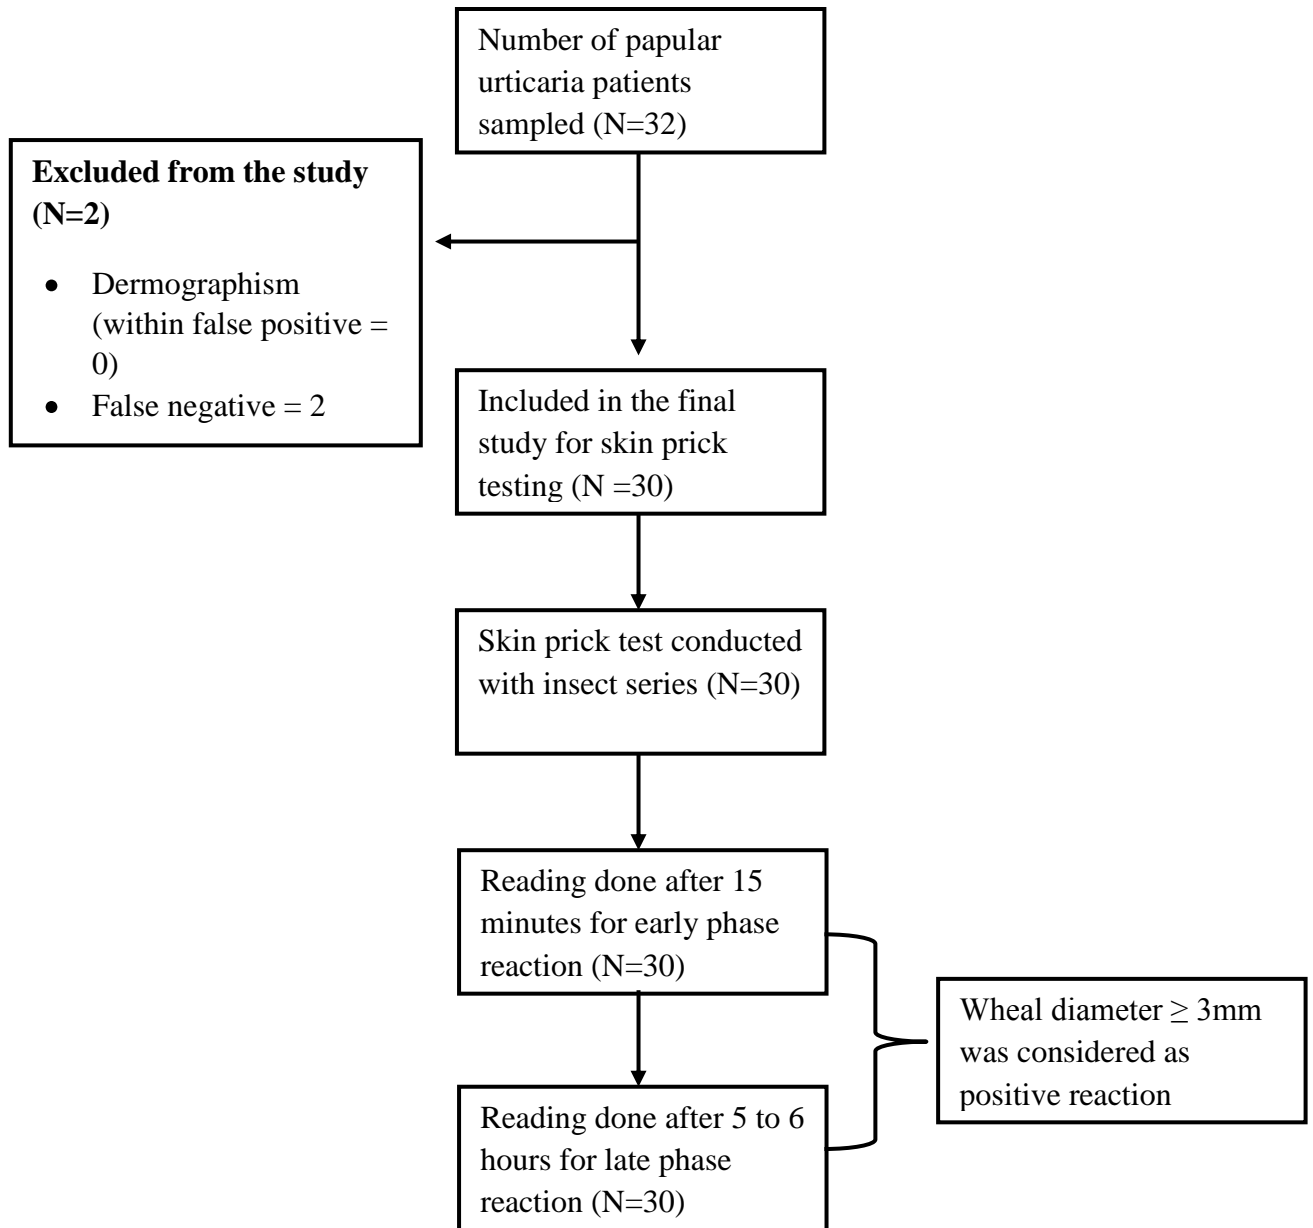 Number of papular
urticaria patients
sampled (N=32)
Excluded from the study
(N=2)
• Dermographism
(within false positive =
0)
• False negative = 2
Included in the final
study for skin prick
testing (N =30)
Skin prick test conducted
with insect series (N=30)
Reading done after 15
minutes for early phase
reaction (N=30)
Wheal diameter ≥ 3mm
was considered as
positive reaction
Reading done after 5 to 6
hours for late phase
reaction (N=30)